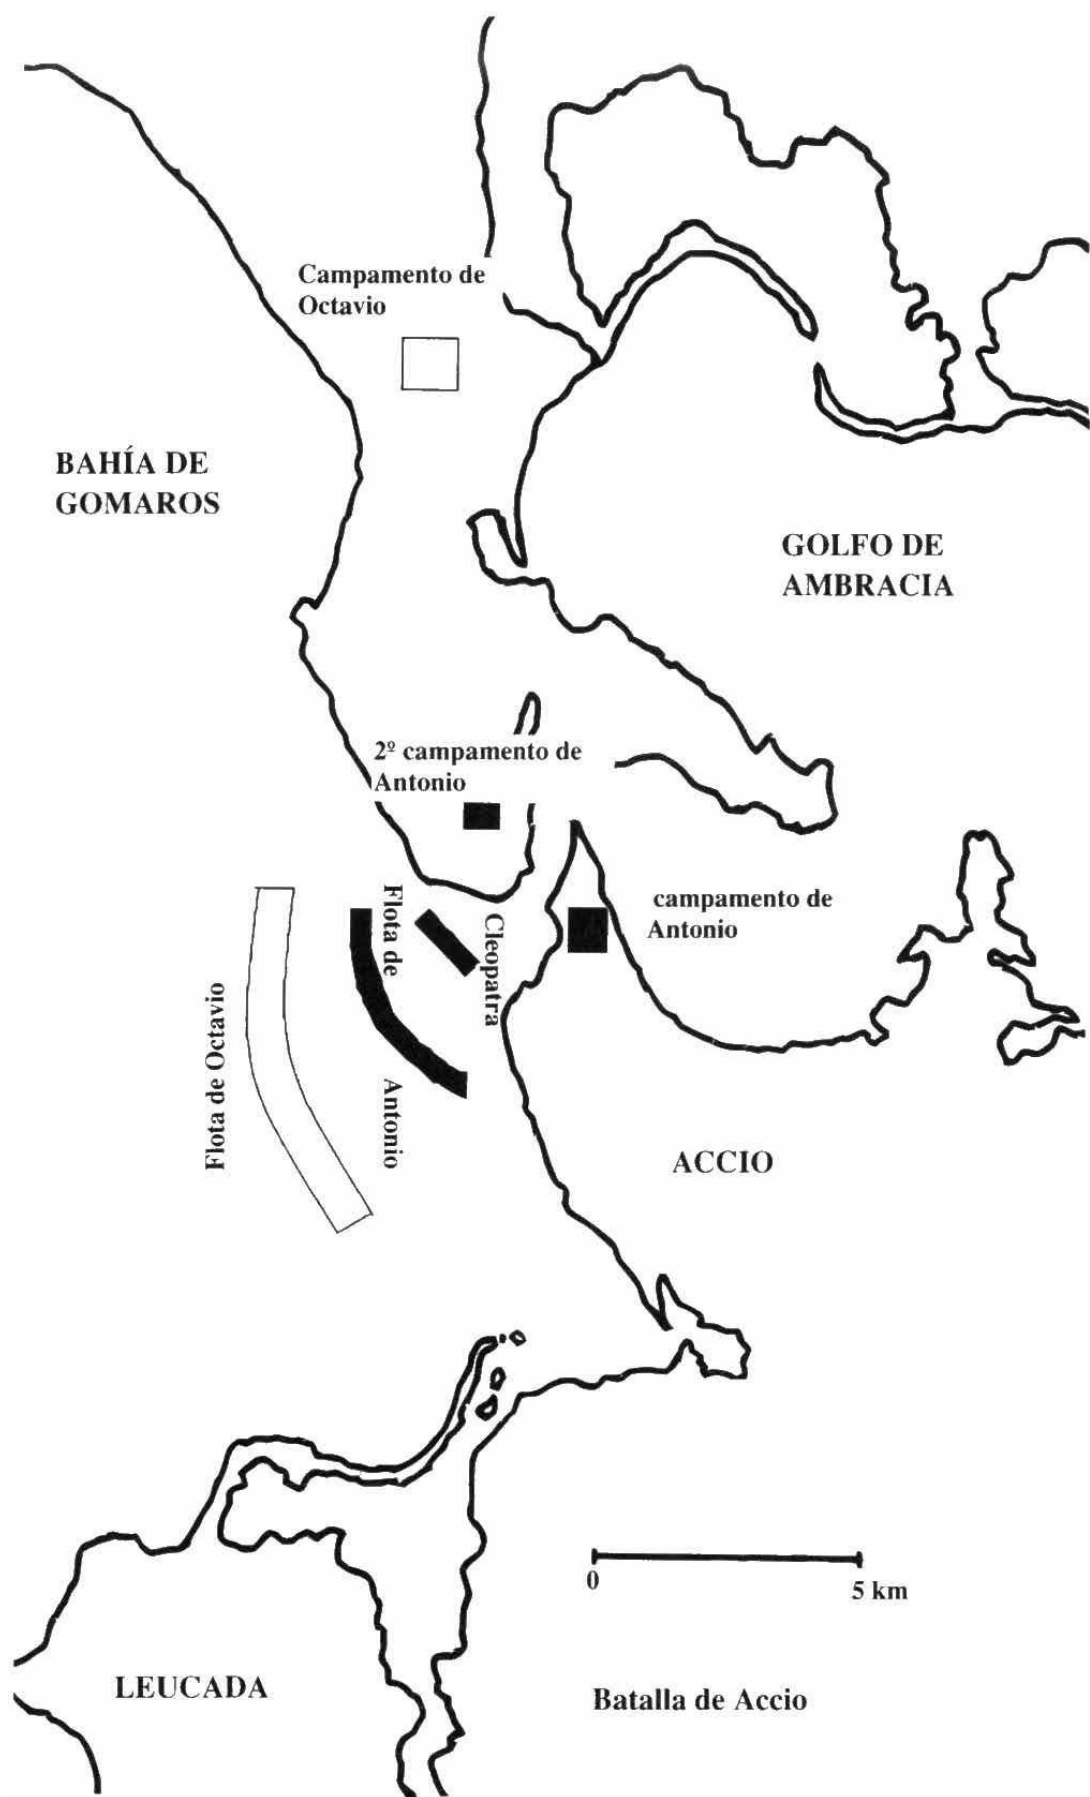 Campamento de
Octavio
BAHÍA DE
GOMAROS
GOLFO DE
AMBRACIA
2º campamento de
Antonio
campamento de
Antonio
Flota de
Antonio
Cleopatra
Flota de Octavio
ACCIO
0
5 km
LEUCADA
Batalla de Accio